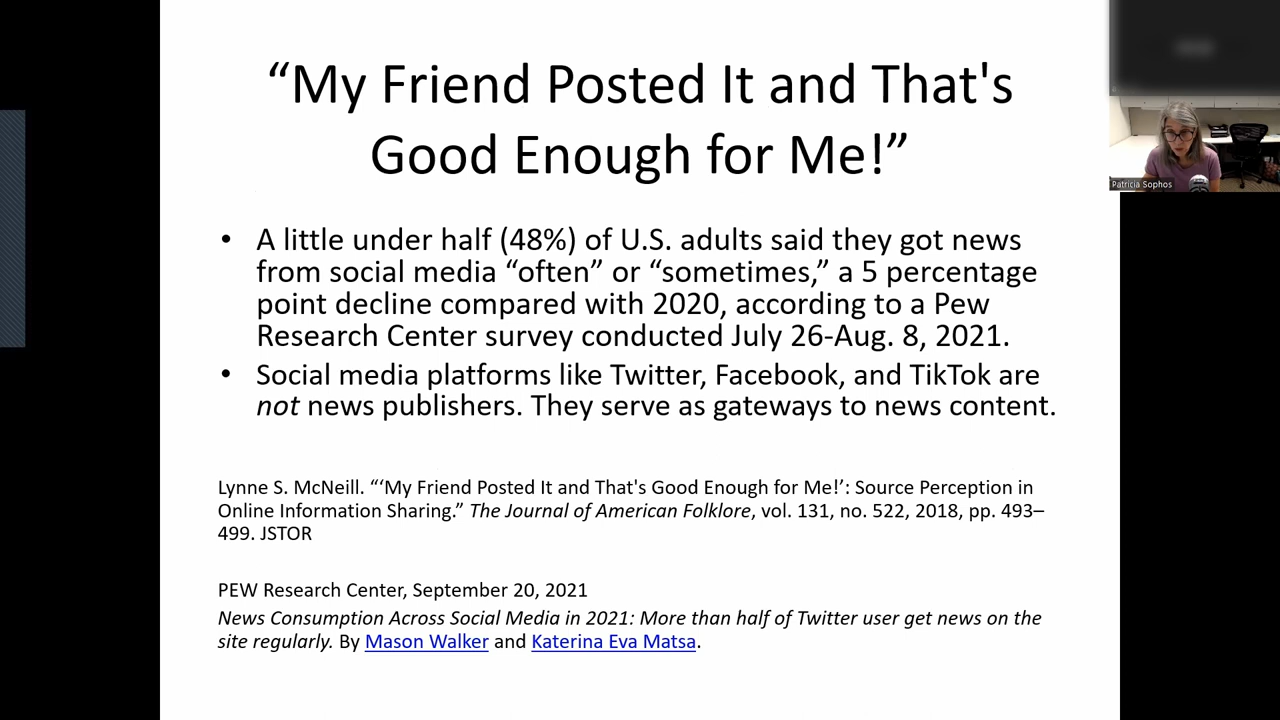 “My Friend Posted It and That's
Good Enough for Me!”
• A little under half (48%) of U.S. adults said they got news
from social media “often” or “sometimes,” a 5 percentage
point decline compared with 2020, according to a Pew
Research Center survey conducted July 26-Aug. 8, 2021.
• Social media platforms like Twitter, Facebook, and TikTok are
not news publishers. They serve as gateways to news content.
Lynne S. McNeill. “‘My Friend Posted It and That's Good Enough for Me!’: Source Perception in
Online Information Sharing.” The Journal of American Folklore, vol. 131, no. 522, 2018, pp. 493–
499. JSTOR
PEW Research Center, September 20, 2021
News Consumption Across Social Media in 2021: More than half of Twitter user get news on the
site regularly. By Mason Walker and Katerina Eva Matsa.
Patricia Sophos